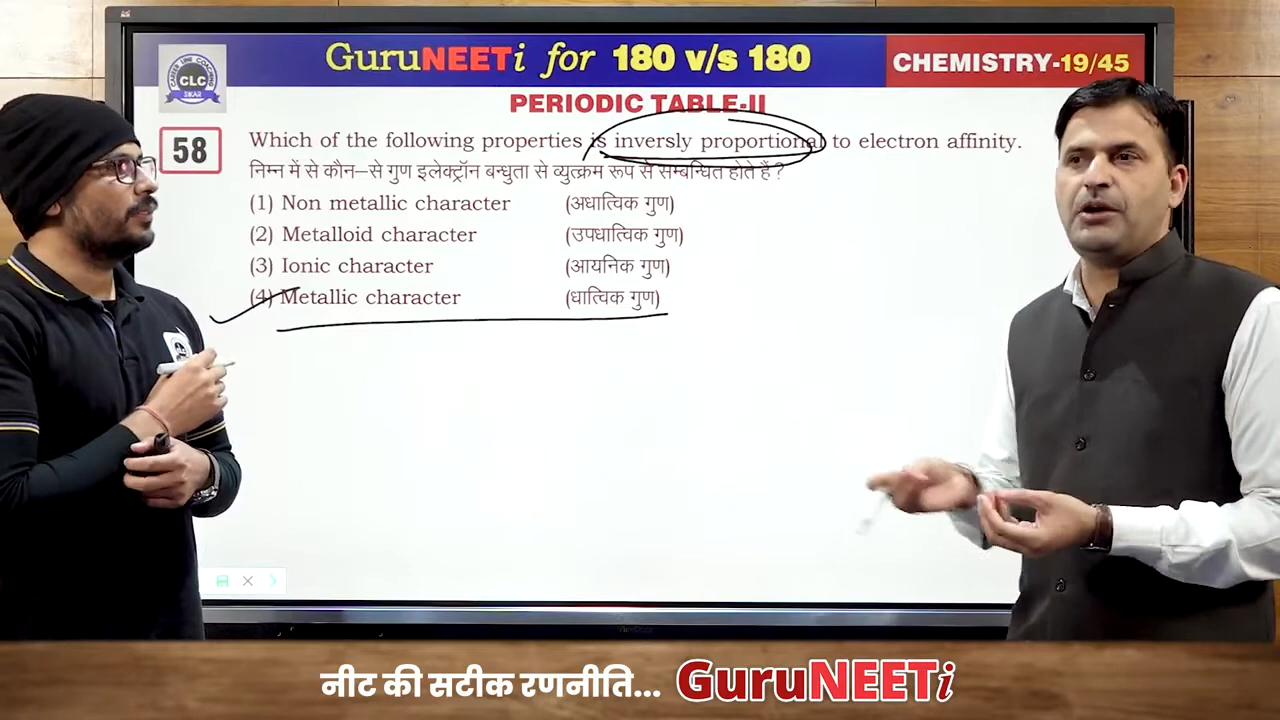 GuruNEETi for 180 v/s 180
CHEMISTRY-19/45
CLC
SIKAR
PERIODIC TABLE-II
58
Which of the following properties is inversly proportional to electron affinity.
निम्न में से कौन–से गुण इलेक्ट्रॉन बन्धुता से व्युत्क्रम रूप से सम्बन्धित होते हैं?
(1) Non metallic character (अधात्विक गुण)
(2) Metalloid character (उपधात्विक गुण)
(3) Ionic character (आयनिक गुण)
(4) Metallic character (धात्विक गुण)
CLC
नीट की सटीक रणनीति... GuruNEETi